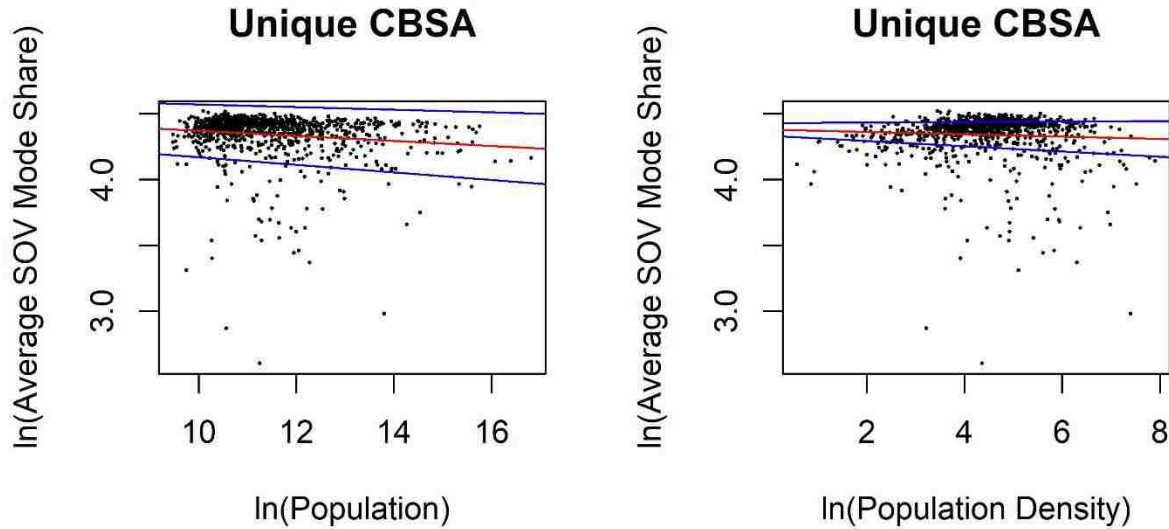 Unique CBSA
ln(Average SOV Mode Share)
4.0
3.0
10 12 14 16
ln(Population)
Unique CBSA
ln(Average SOV Mode Share)
4.0
3.0
2 4 6 8
ln(Population Density)